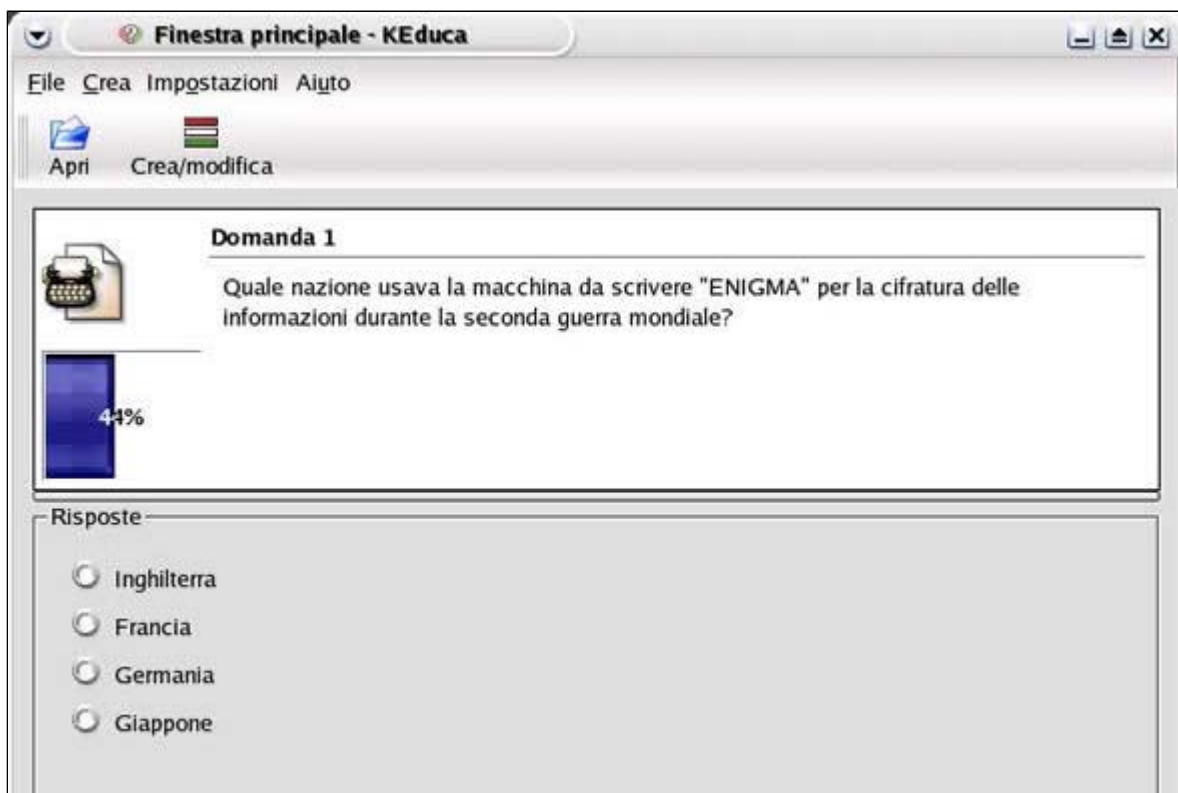 Finestra principale - KEduca
File Crea Impostazioni Aiuto
Apri Crea/modifica
Domanda 1
Quale nazione usava la macchina da scrivere "ENIGMA" per la cifratura delle
informazioni durante la seconda guerra mondiale?
44%
Risposte
Inghilterra
Francia
Germania
Giappone